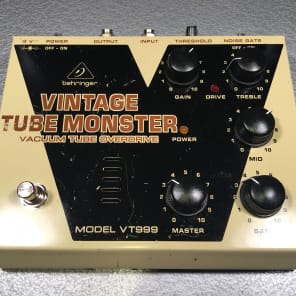 9 V⎓ POWER OUTPUT INPUT THRESHOLD NOISE GATE
OFF - ON OFF -
behringer
GAIN DRIVE TREBLE
VINTAGE
TUBE MONSTER
VACUUM TUBE OVERDRIVE
POWER
MID
MODEL VT999
MASTER